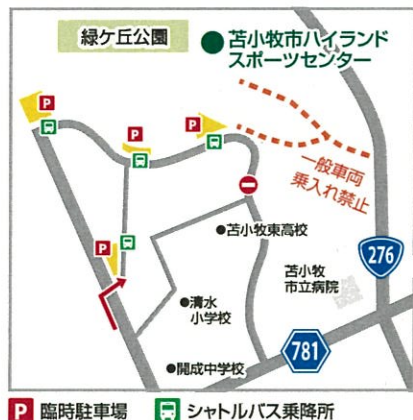 緑ケ丘公園
苫小牧市ハイランド
スポーツセンター
P
P
P
一般車両
乗入れ禁止
苫小牧東高校
276
P
苫小牧
市立病院
清水
小学校
781
開成中学校
P 臨時駐車場 シャトルバス乗降所